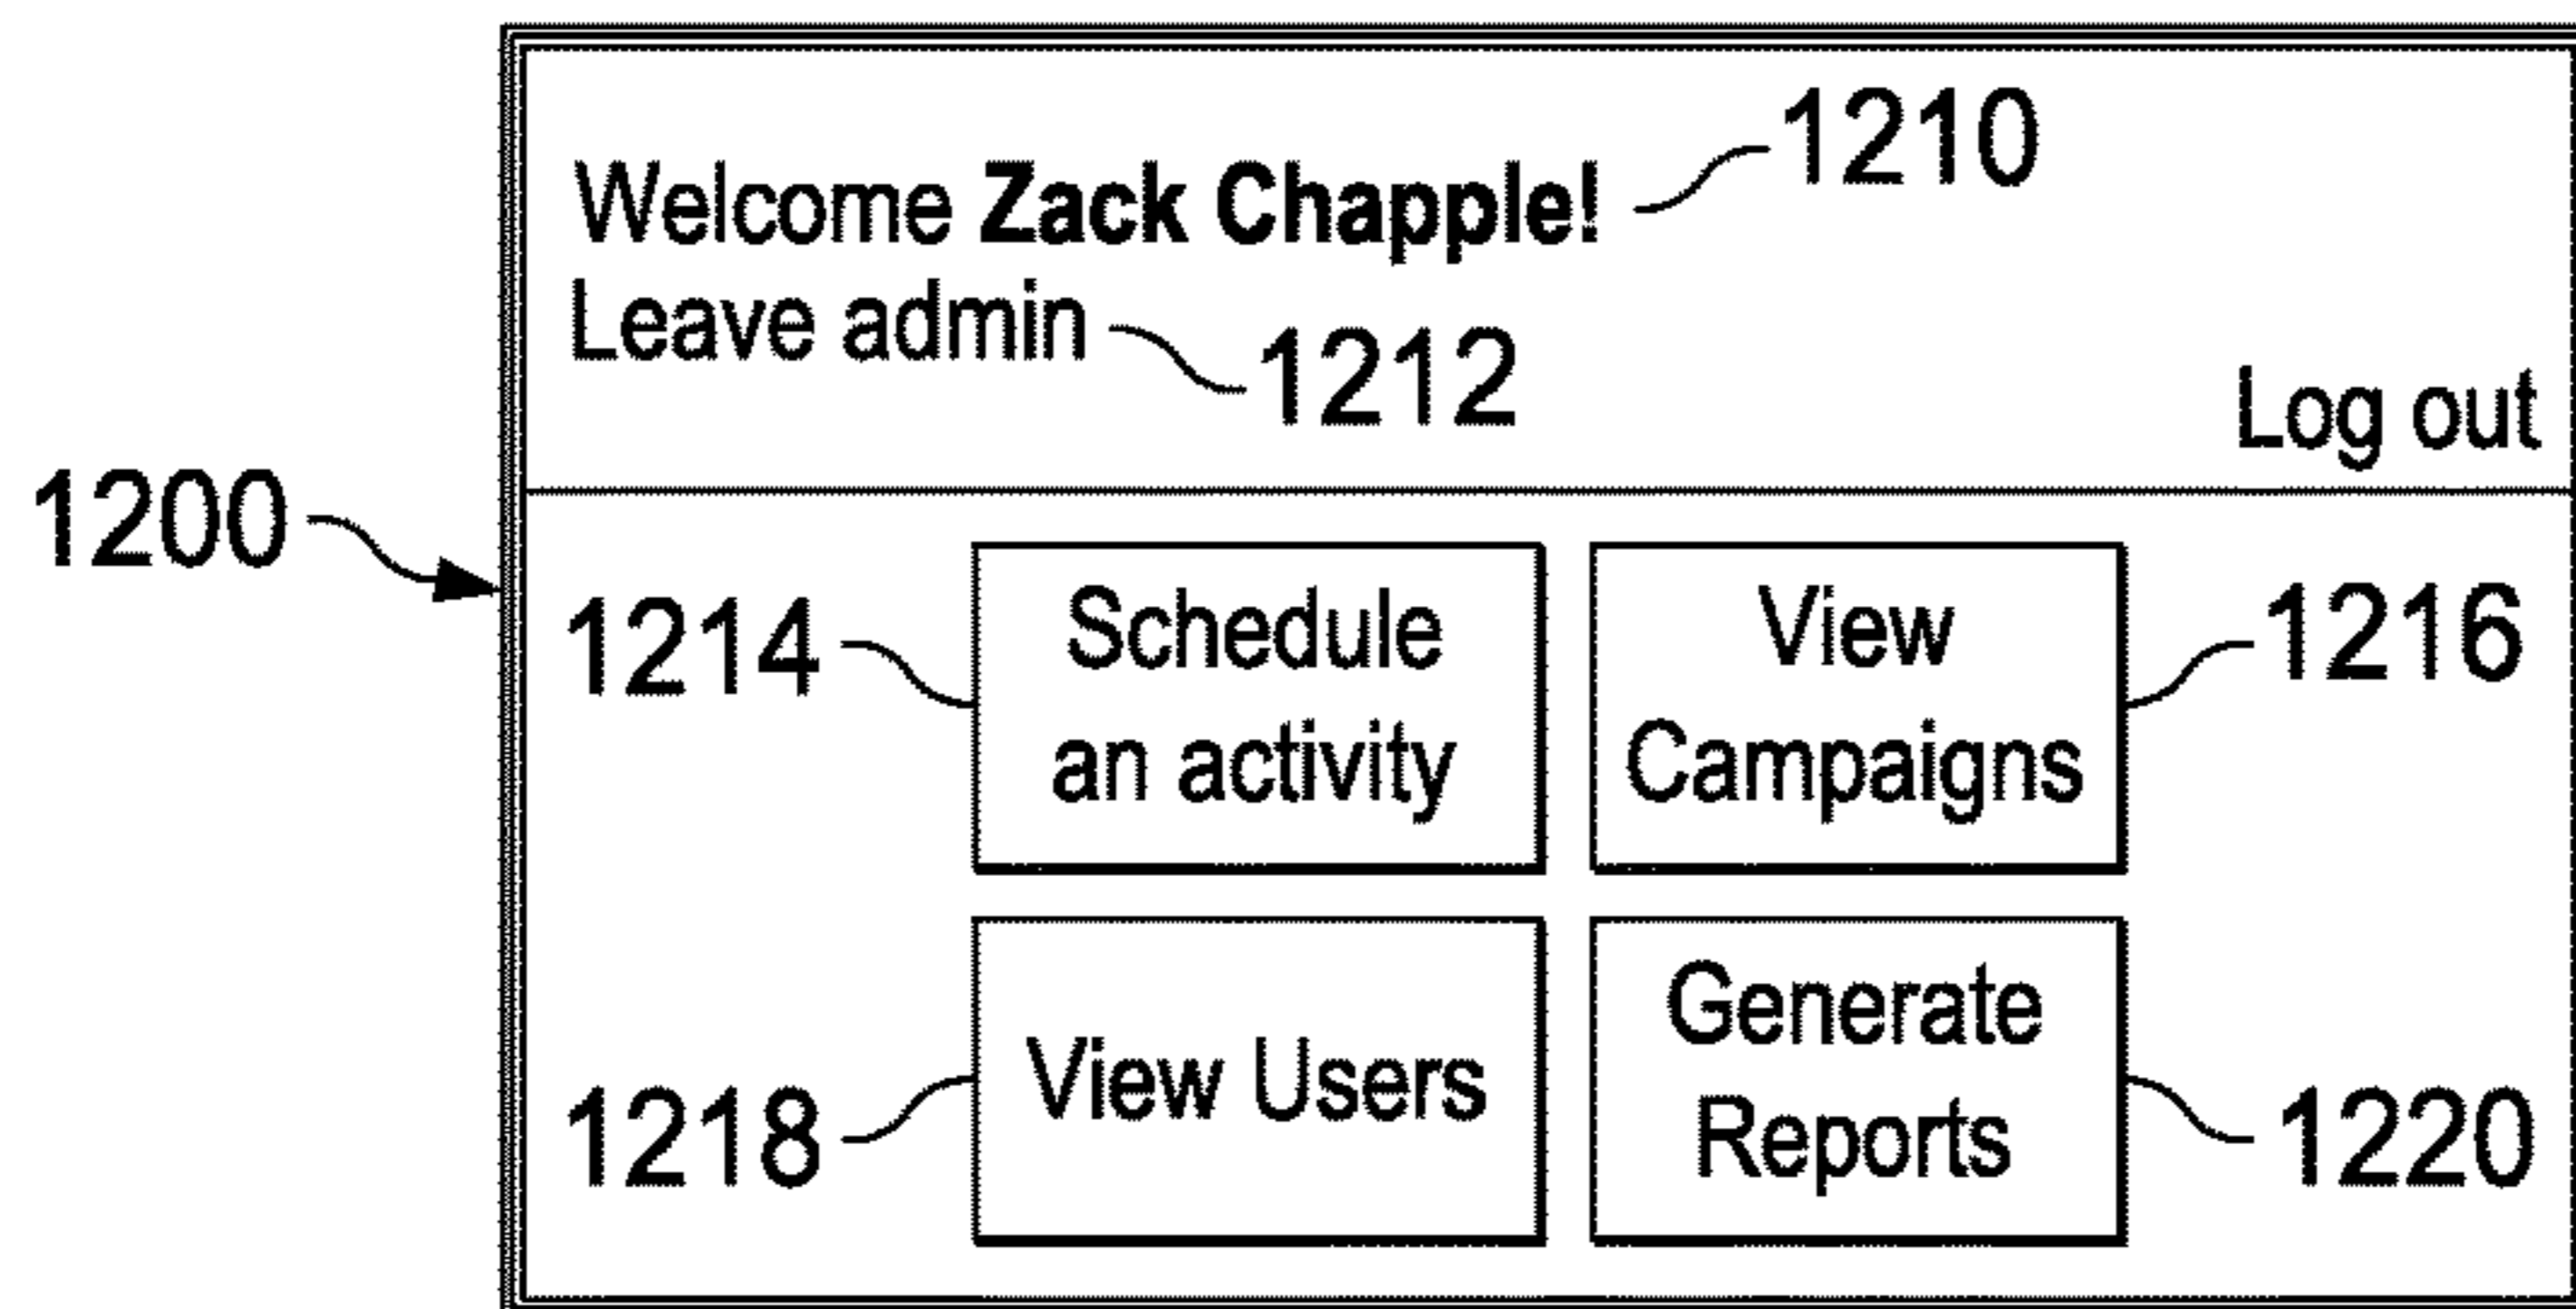 1210
Welcome Zack Chapple!
Leave admin
1212
Log out
1200
1214
Schedule
an activity
View
Campaigns
1216
1218
View Users
Generate
Reports
1220